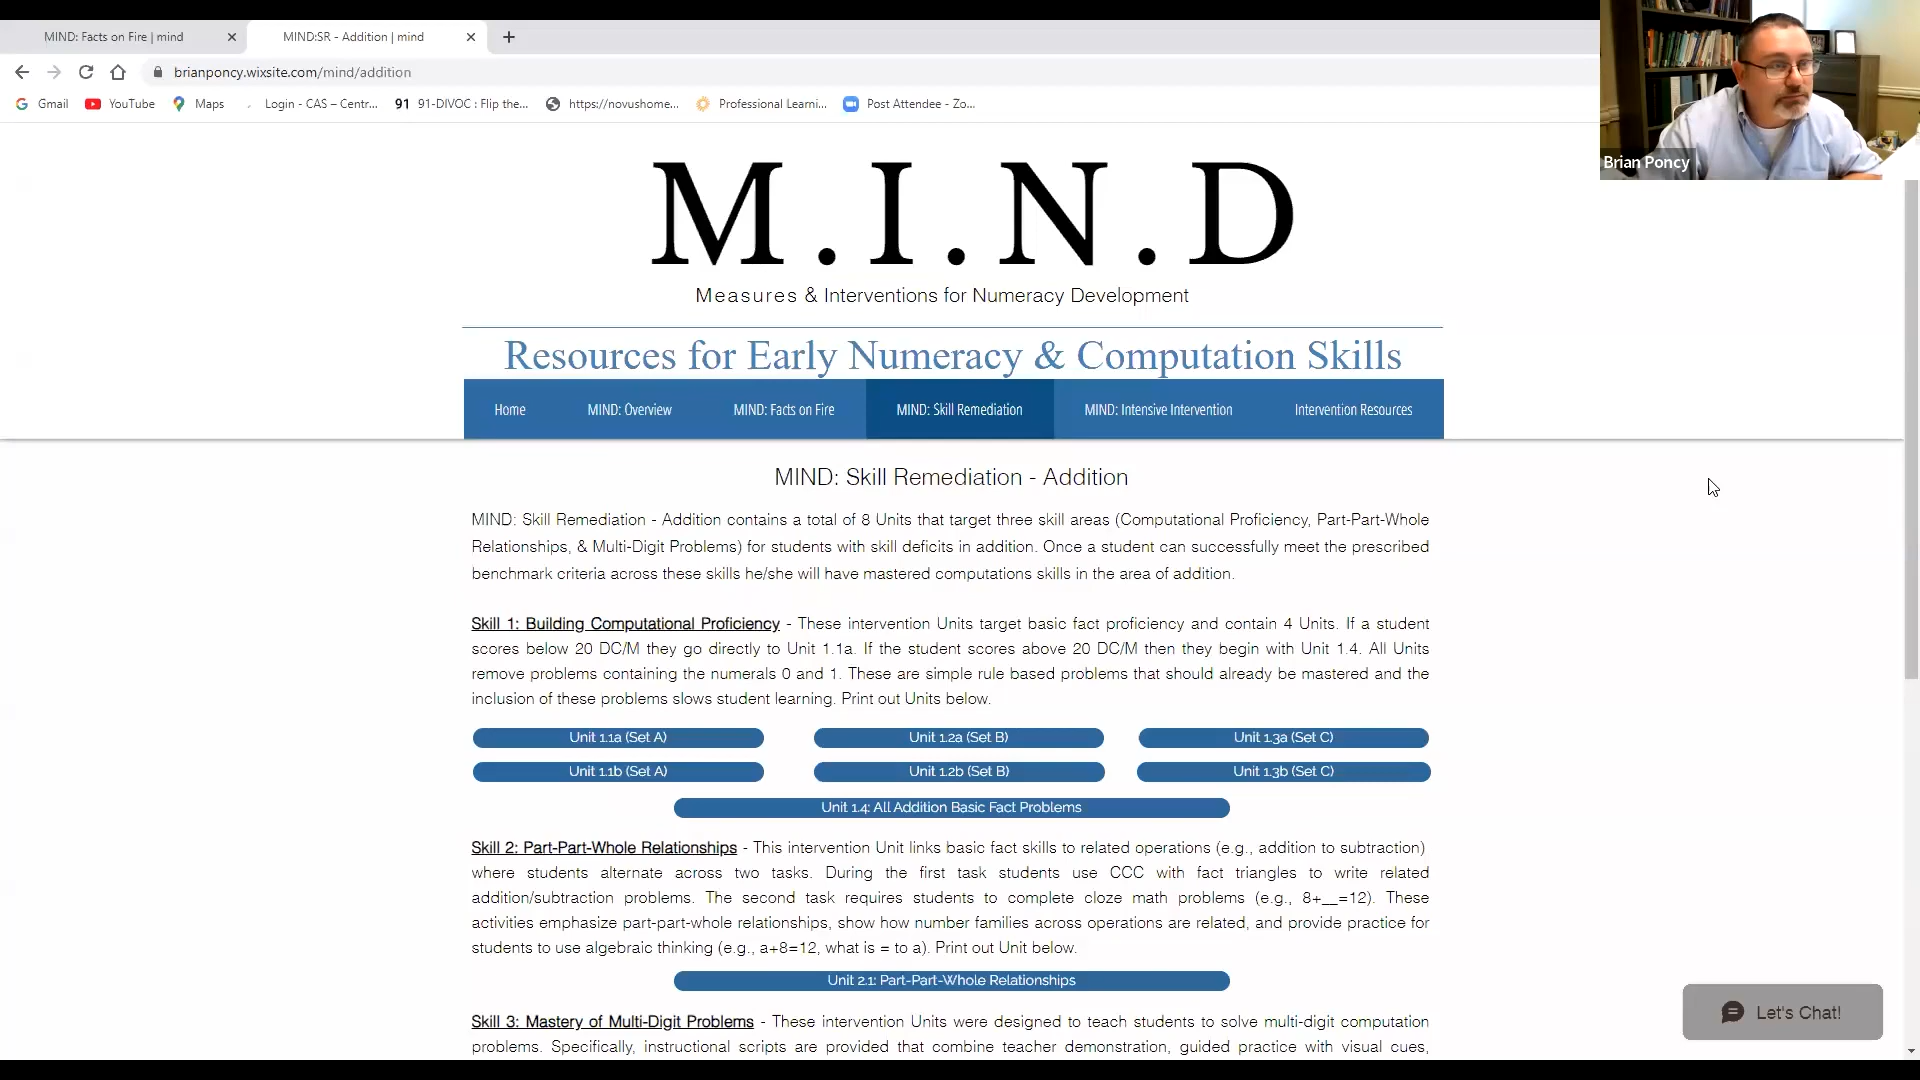 MIND: Facts on Fire | mind
MIND:SR - Addition | mind
brianponcy.wixsite.com/mind/addition
Gmail
YouTube
Maps
Login - CAS – Centr...
91 91-DIVOC : Flip the...
https://novushome...
Professional Learni...
Post Attendee - Zo...
Brian Poncy
M.I.N.D
Measures & Interventions for Numeracy Development
Resources for Early Numeracy & Computation Skills
Home
MIND: Overview
MIND: Facts on Fire
MIND: Skill Remediation
MIND: Intensive Intervention
Intervention Resources
MIND: Skill Remediation - Addition
MIND: Skill Remediation - Addition contains a total of 8 Units that target three skill areas (Computational Proficiency, Part-Part-Whole
Relationships, & Multi-Digit Problems) for students with skill deficits in addition. Once a student can successfully meet the prescribed
benchmark criteria across these skills he/she will have mastered computations skills in the area of addition.
Skill 1: Building Computational Proficiency - These intervention Units target basic fact proficiency and contain 4 Units. If a student
scores below 20 DC/M they go directly to Unit 1.1a. If the student scores above 20 DC/M then they begin with Unit 1.4. All Units
remove problems containing the numerals 0 and 1. These are simple rule based problems that should already be mastered and the
inclusion of these problems slows student learning. Print out Units below.
Unit 1.1a (Set A)
Unit 1.2a (Set B)
Unit 1.3a (Set C)
Unit 1.1b (Set A)
Unit 1.2b (Set B)
Unit 1.3b (Set C)
Unit 1.4: All Addition Basic Fact Problems
Skill 2: Part-Part-Whole Relationships - This intervention Unit links basic fact skills to related operations (e.g., addition to subtraction)
where students alternate across two tasks. During the first task students use CCC with fact triangles to write related
addition/subtraction problems. The second task requires students to complete cloze math problems (e.g., 8+__=12). These
activities emphasize part-part-whole relationships, show how number families across operations are related, and provide practice for
students to use algebraic thinking (e.g., a+8=12, what is = to a). Print out Unit below.
Unit 2.1: Part-Part-Whole Relationships
Skill 3: Mastery of Multi-Digit Problems - These intervention Units were designed to teach students to solve multi-digit computation
problems. Specifically, instructional scripts are provided that combine teacher demonstration, guided practice with visual cues,
Let's Chat!